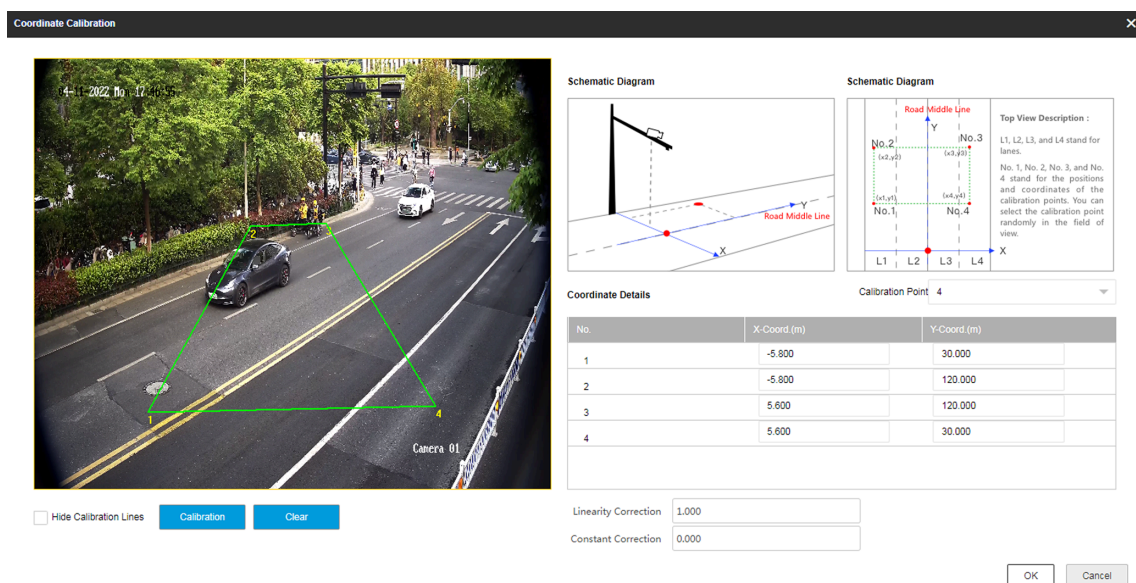 Coordinate Calibration
04-11-2022 Mon 17:46:55
2
3
1
4
Camera 01
Hide Calibration Lines
Calibration
Clear
Schematic Diagram
Y
Road Middle Line
X
Schematic Diagram
Road Middle Line
Y
No.2
No.3
(x2,y2)
(x3,y3)
(x1,y1)
(x4,y4)
No.1
No.4
X
L1
L2
L3
L4
Top View Description :
L1, L2, L3, and L4 stand for
lanes.
No. 1, No. 2, No. 3, and No.
4 stand for the positions
and coordinates of the
calibration points. You can
select the calibration point
randomly in the field of
view.
Coordinate Details
Calibration Point 4
No. X-Coord.(m) Y-Coord.(m)
1 -5.800 30.000
2 -5.800 120.000
3 5.600 120.000
4 5.600 30.000
Linearity Correction 1.000
Constant Correction 0.000
OK
Cancel